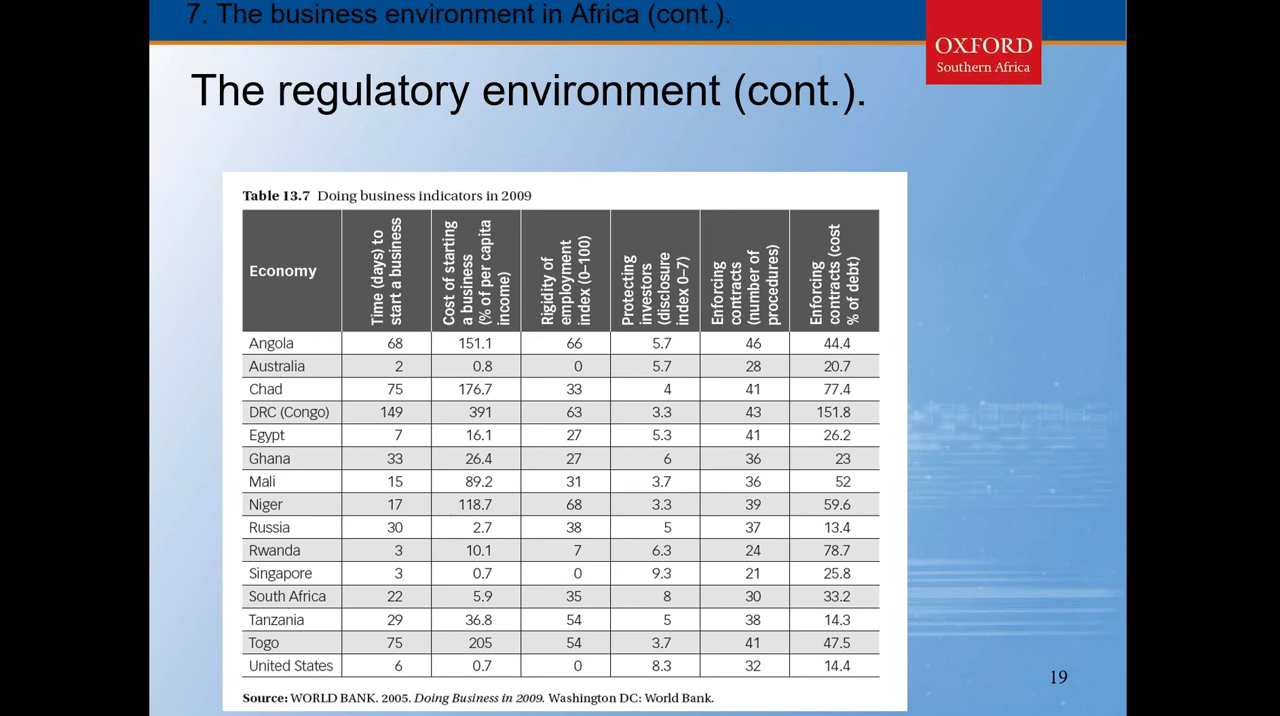 7. The business environment in Africa (cont.).
OXFORD
Southern Africa
The regulatory environment (cont.).
Table 13.7 Doing business indicators in 2009
Economy
Time (days) to
start a business
Cost of starting
a business
(% of per capita
income)
Rigidity of
employment
index (0–100)
Protecting
investors
(disclosure
index 0–7)
Enforcing
contracts
(number of
procedures)
Enforcing
contracts (cost
% of debt)
Angola 68 151.1 66 5.7 46 44.4
Australia 2 0.8 0 5.7 28 20.7
Chad 75 176.7 33 4 41 77.4
DRC (Congo) 149 391 63 3.3 43 151.8
Egypt 7 16.1 27 5.3 41 26.2
Ghana 33 26.4 27 6 36 23
Mali 15 89.2 31 3.7 36 52
Niger 17 118.7 68 3.3 39 59.6
Russia 30 2.7 38 5 37 13.4
Rwanda 3 10.1 7 6.3 24 78.7
Singapore 3 0.7 0 9.3 21 25.8
South Africa 22 5.9 35 8 30 33.2
Tanzania 29 36.8 54 5 38 14.3
Togo 75 205 54 3.7 41 47.5
United States 6 0.7 0 8.3 32 14.4
Source: WORLD BANK. 2005. Doing Business in 2009. Washington DC: World Bank.
19